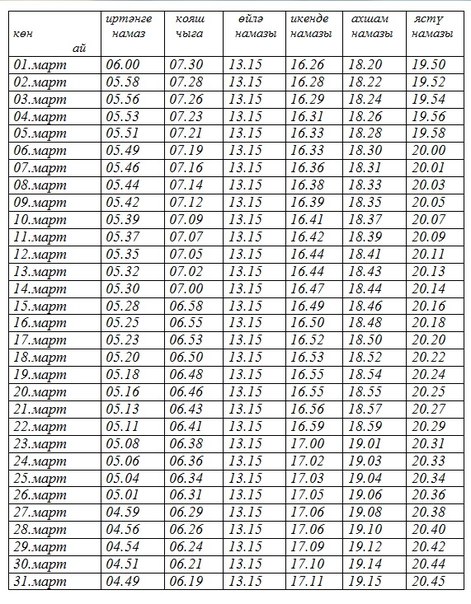 көн ай иртәнге намаз кояш чыга өйлә намазы икенде намазы ахшам намазы ястү намазы
01.март 06.00 07.30 13.15 16.26 18.20 19.50
02.март 05.58 07.28 13.15 16.28 18.22 19.52
03.март 05.56 07.26 13.15 16.29 18.24 19.54
04.март 05.53 07.23 13.15 16.31 18.26 19.56
05.март 05.51 07.21 13.15 16.33 18.28 19.58
06.март 05.49 07.19 13.15 16.33 18.30 20.00
07.март 05.46 07.16 13.15 16.36 18.31 20.01
08.март 05.44 07.14 13.15 16.38 18.33 20.03
09.март 05.42 07.12 13.15 16.39 18.35 20.05
10.март 05.39 07.09 13.15 16.41 18.37 20.07
11.март 05.37 07.07 13.15 16.42 18.39 20.09
12.март 05.35 07.05 13.15 16.44 18.41 20.11
13.март 05.32 07.02 13.15 16.44 18.43 20.13
14.март 05.30 07.00 13.15 16.47 18.44 20.14
15.март 05.28 06.58 13.15 16.49 18.46 20.16
16.март 05.25 06.55 13.15 16.50 18.48 20.18
17.март 05.23 06.53 13.15 16.52 18.50 20.20
18.март 05.20 06.50 13.15 16.53 18.52 20.22
19.март 05.18 06.48 13.15 16.55 18.54 20.24
20.март 05.16 06.46 13.15 16.55 18.55 20.25
21.март 05.13 06.43 13.15 16.56 18.57 20.27
22.март 05.11 06.41 13.15 16.59 18.59 20.29
23.март 05.08 06.38 13.15 17.00 19.01 20.31
24.март 05.06 06.36 13.15 17.02 19.03 20.33
25.март 05.04 06.34 13.15 17.03 19.04 20.34
26.март 05.01 06.31 13.15 17.05 19.06 20.36
27.март 04.59 06.29 13.15 17.06 19.08 20.38
28.март 04.56 06.26 13.15 17.06 19.10 20.40
29.март 04.54 06.24 13.15 17.09 19.12 20.42
30.март 04.51 06.21 13.15 17.10 19.14 20.44
31.март 04.49 06.19 13.15 17.11 19.15 20.45